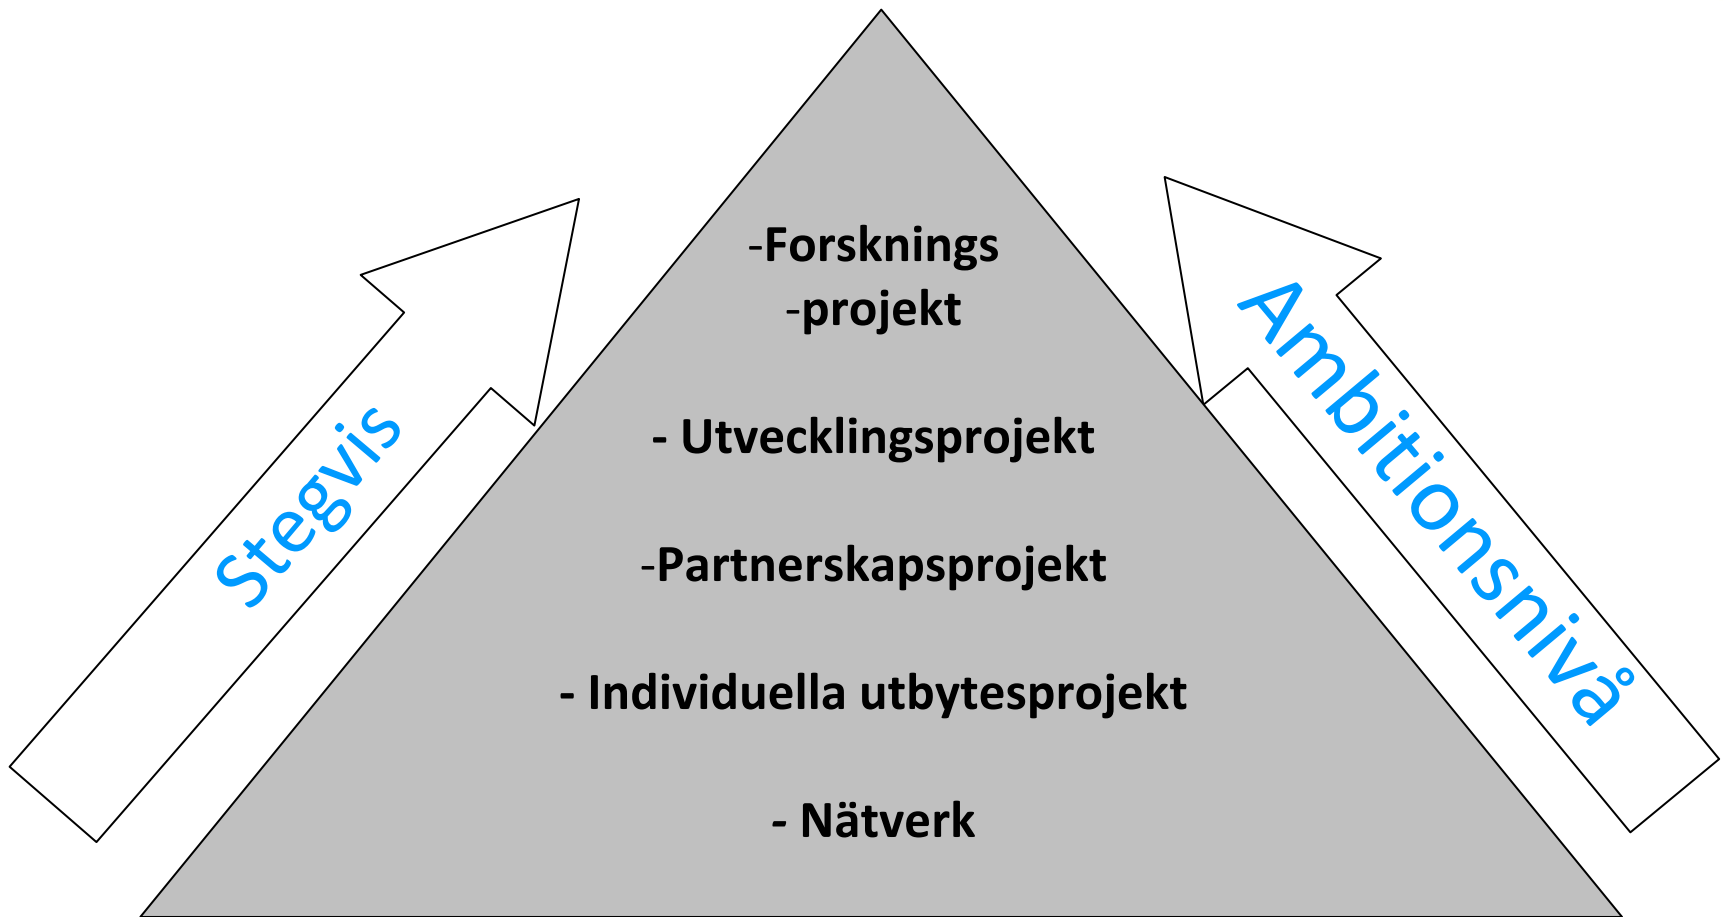 -Forsknings
-projekt
- Utvecklingsprojekt
-Partnerskapsprojekt
- Individuella utbytesprojekt
- Nätverk
Stegvis
Ambitionsnivå